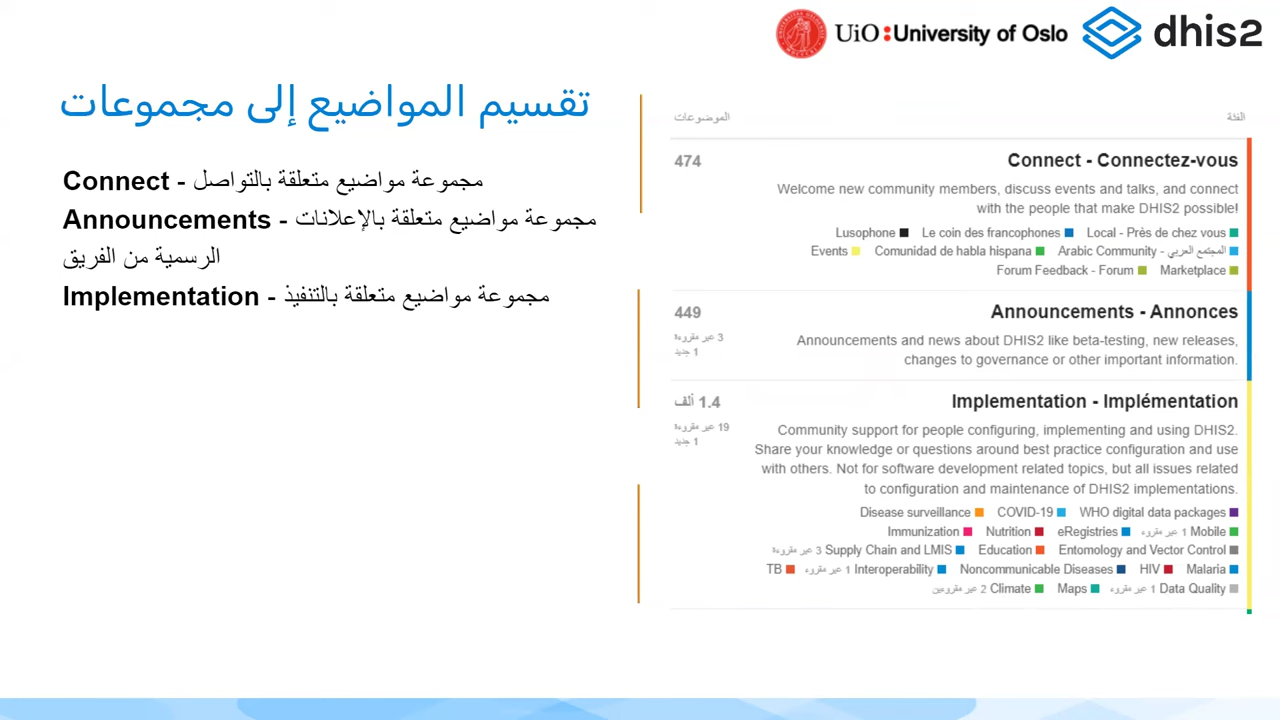 UiO : University of Oslo
dhis2
تقسيم المواضيع إلى مجموعات
Connect - مجموعة مواضيع متعلقة بالتواصل
Announcements - مجموعة مواضيع متعلقة بالإعلانات
الرسمية من الفريق
Implementation - مجموعة مواضيع متعلقة بالتنفيذ
الفئة
الموضوعات
Connect - Connectez-vous
474
Welcome new community members, discuss events and talks, and connect
with the people that make DHIS2 possible!
Lusophone Le coin des francophones Local - Près de chez vous
Events Comunidad de habla hispana Arabic Community - المجتمع العربي
Forum Feedback - Forum Marketplace
Announcements - Annonces
449
3 غير مقروءة
1 جديد
Announcements and news about DHIS2 like beta-testing, new releases,
changes to governance or other important information.
Implementation - Implémentation
1.4 ألف
19 غير مقروءة
1 جديد
Community support for people configuring, implementing and using DHIS2.
Share your knowledge or questions around best practice configuration and use
with others. Not for software development related topics, but all issues related
to configuration and maintenance of DHIS2 implementations.
Disease surveillance COVID-19 WHO digital data packages
Immunization Nutrition eRegistries Mobile 1 غير مقروء
Supply Chain and LMIS 3 غير مقروءة Education Entomology and Vector Control
TB Interoperability 1 غير مقروء Noncommunicable Diseases HIV Malaria
Climate 2 غير مقروءين Maps Data Quality 1 غير مقروء